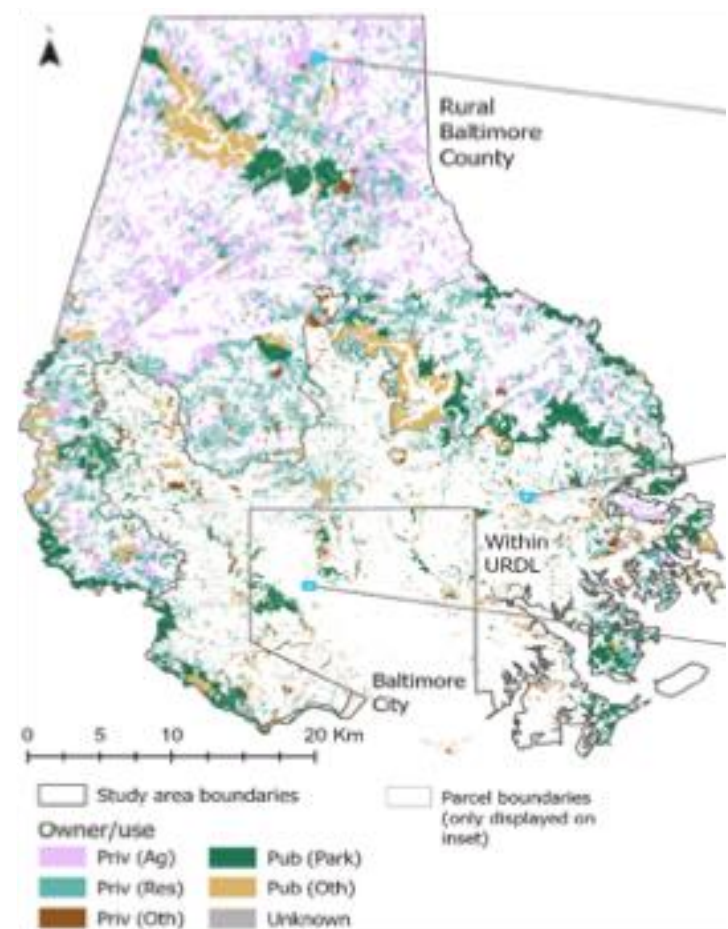 Rural
Baltimore
County
Within
URDL
Baltimore
City
0 5 10 20 Km
Study area boundaries
Parcel boundaries
(only displayed on
inset)
Owner/use
Priv (Ag) Pub (Park)
Priv (Res) Pub (Oth)
Priv (Oth) Unknown